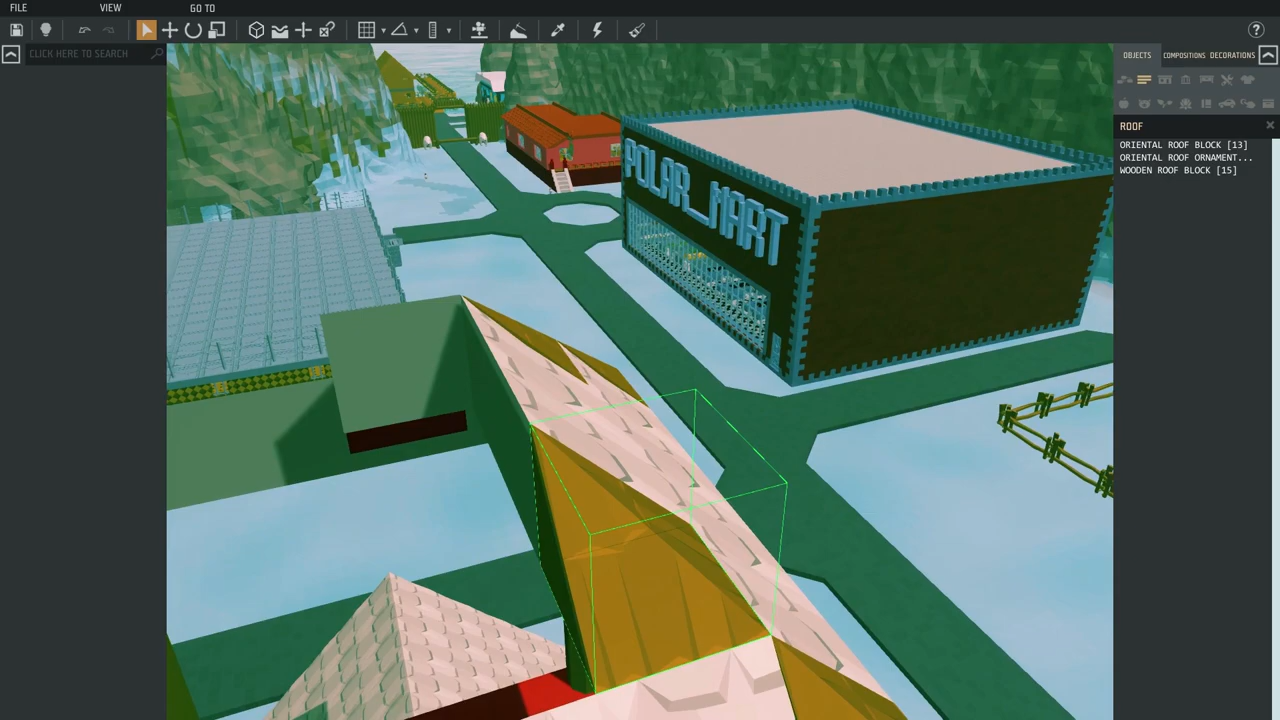 FILE VIEW GO TO
CLICK HERE TO SEARCH
OBJECTS COMPOSITIONS DECORATIONS
ROOF
ORIENTAL ROOF BLOCK [13]
ORIENTAL ROOF ORNAMENT...
WOODEN ROOF BLOCK [15]
POLAR_MART